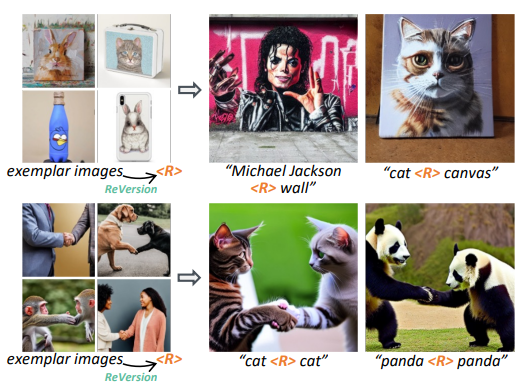 exemplar images <R>
ReVersion
“Michael Jackson
<R> wall”
“cat <R> canvas”
exemplar images <R>
ReVersion
“cat <R> cat”
“panda <R> panda”